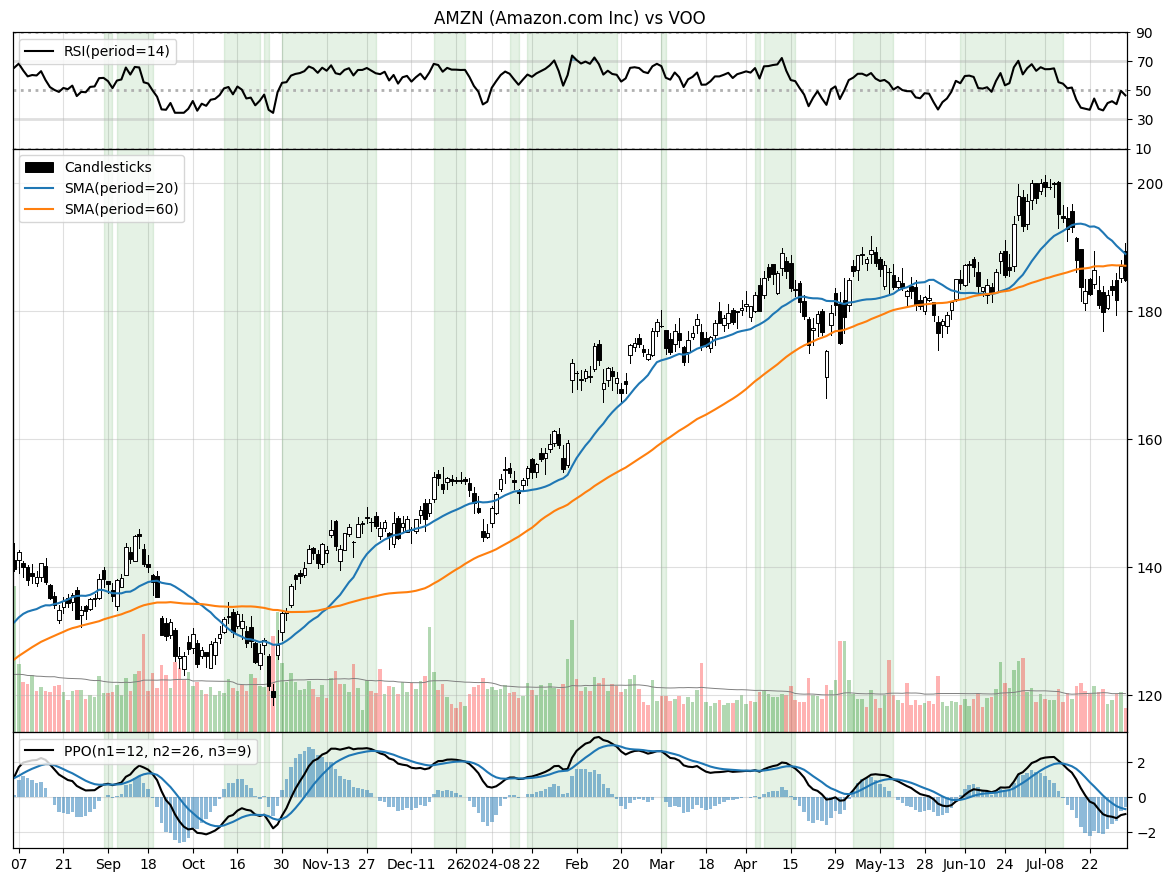 AMZN (Amazon.com Inc) vs VOO
RSI(period=14)
90
70
50
30
10
Candlesticks
SMA(period=20)
SMA(period=60)
200
180
160
140
120
PPO(n1=12, n2=26, n3=9)
2
0
−2
07 21 Sep 18 Oct 16 30 Nov-13 27 Dec-11 26 2024-08 22 Feb 20 Mar 18 Apr 15 29 May-13 28 Jun-10 24 Jul-08 22